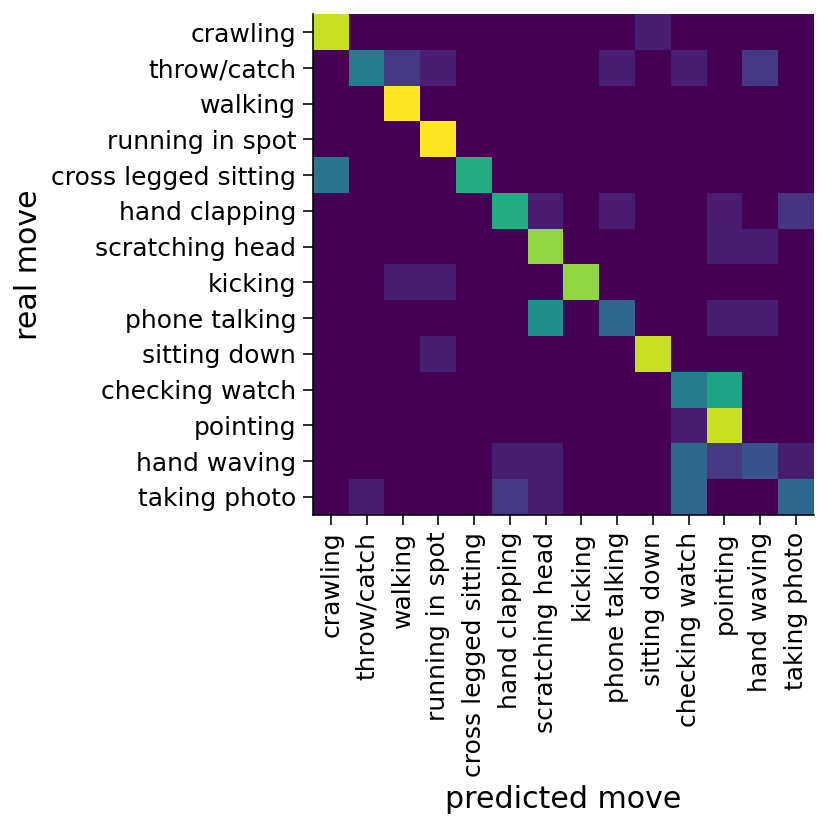 crawling
throw/catch
walking
running in spot
cross legged sitting
hand clapping
scratching head
kicking
phone talking
sitting down
checking watch
pointing
hand waving
taking photo
real move
crawling
throw/catch
walking
running in spot
cross legged sitting
hand clapping
scratching head
kicking
phone talking
sitting down
checking watch
pointing
hand waving
taking photo
predicted move